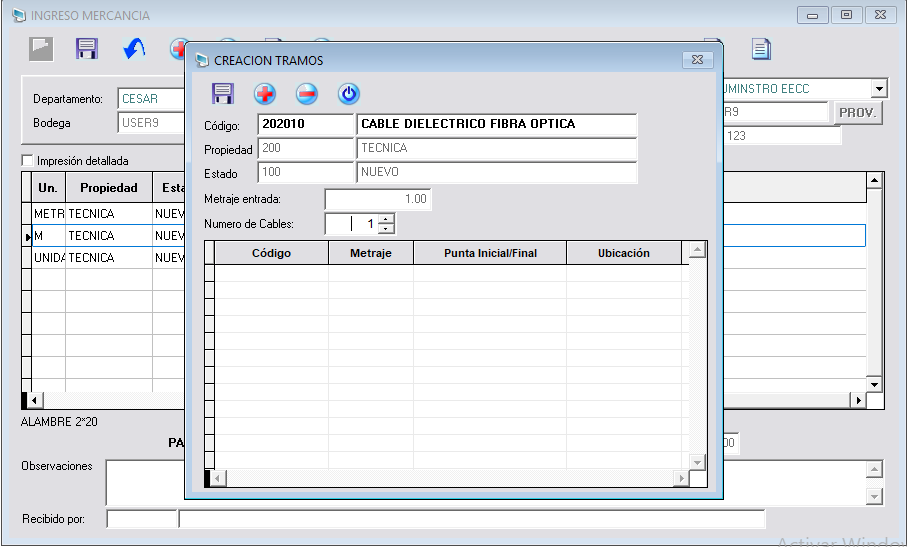 INGRESO MERCANCIA
CREACION TRAMOS
Departamento: CESAR
Bodega USER9
UMINSTRO EECC
R9 PROV.
123
Impresión detallada
Un. Propiedad Esta
METR TECNICA NUEV
M TECNICA NUEV
UNIDA TECNICA NUEV
Código: 202010 CABLE DIELECTRICO FIBRA OPTICA
Propiedad 200 TECNICA
Estado 100 NUEVO
Metraje entrada: 1.00
Numero de Cables: 1
Código Metraje Punta Inicial/Final Ubicación
ALAMBRE 2*20
PA
00
Observaciones
Recibido por:
Activar Window